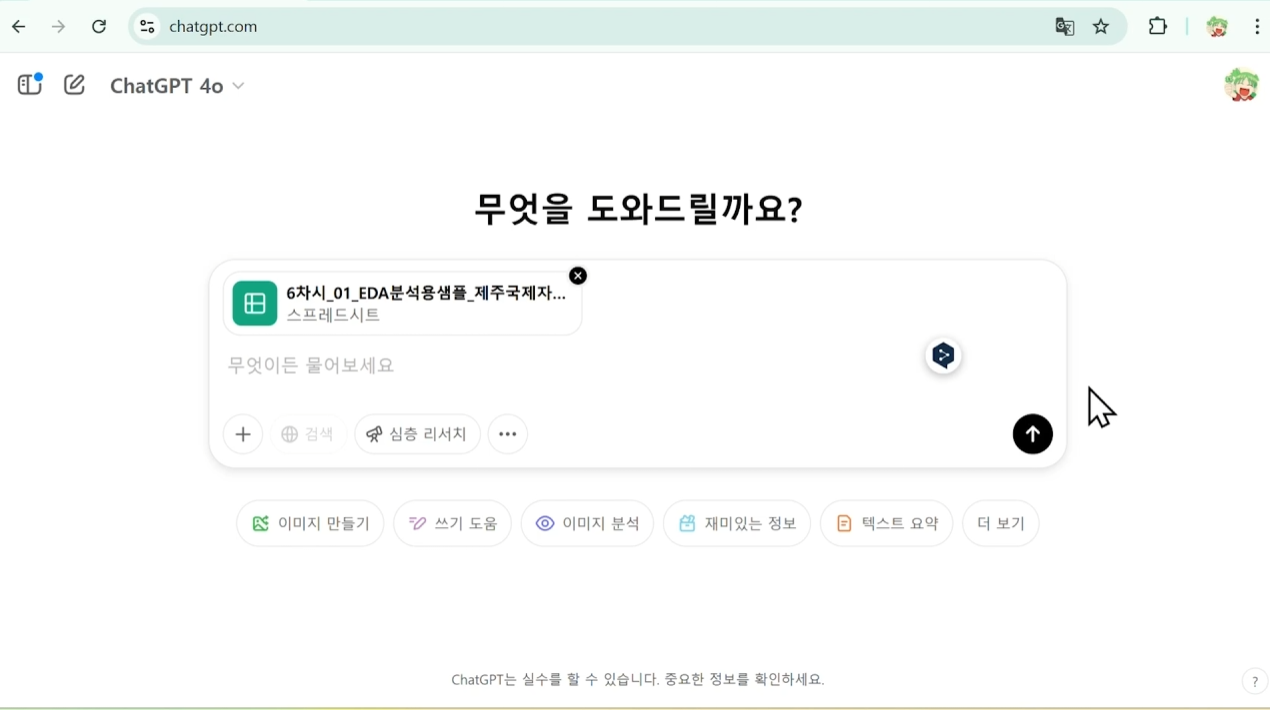 chatgpt.com
ChatGPT 4o
무엇을 도와드릴까요?
6차시_01_EDA분석용샘플_제주국제자...
스프레드시트
무엇이든 물어보세요
검색
심층 리서치
이미지 만들기
쓰기 도움
이미지 분석
재미있는 정보
텍스트 요약
더 보기
ChatGPT는 실수를 할 수 있습니다. 중요한 정보를 확인하세요.
?